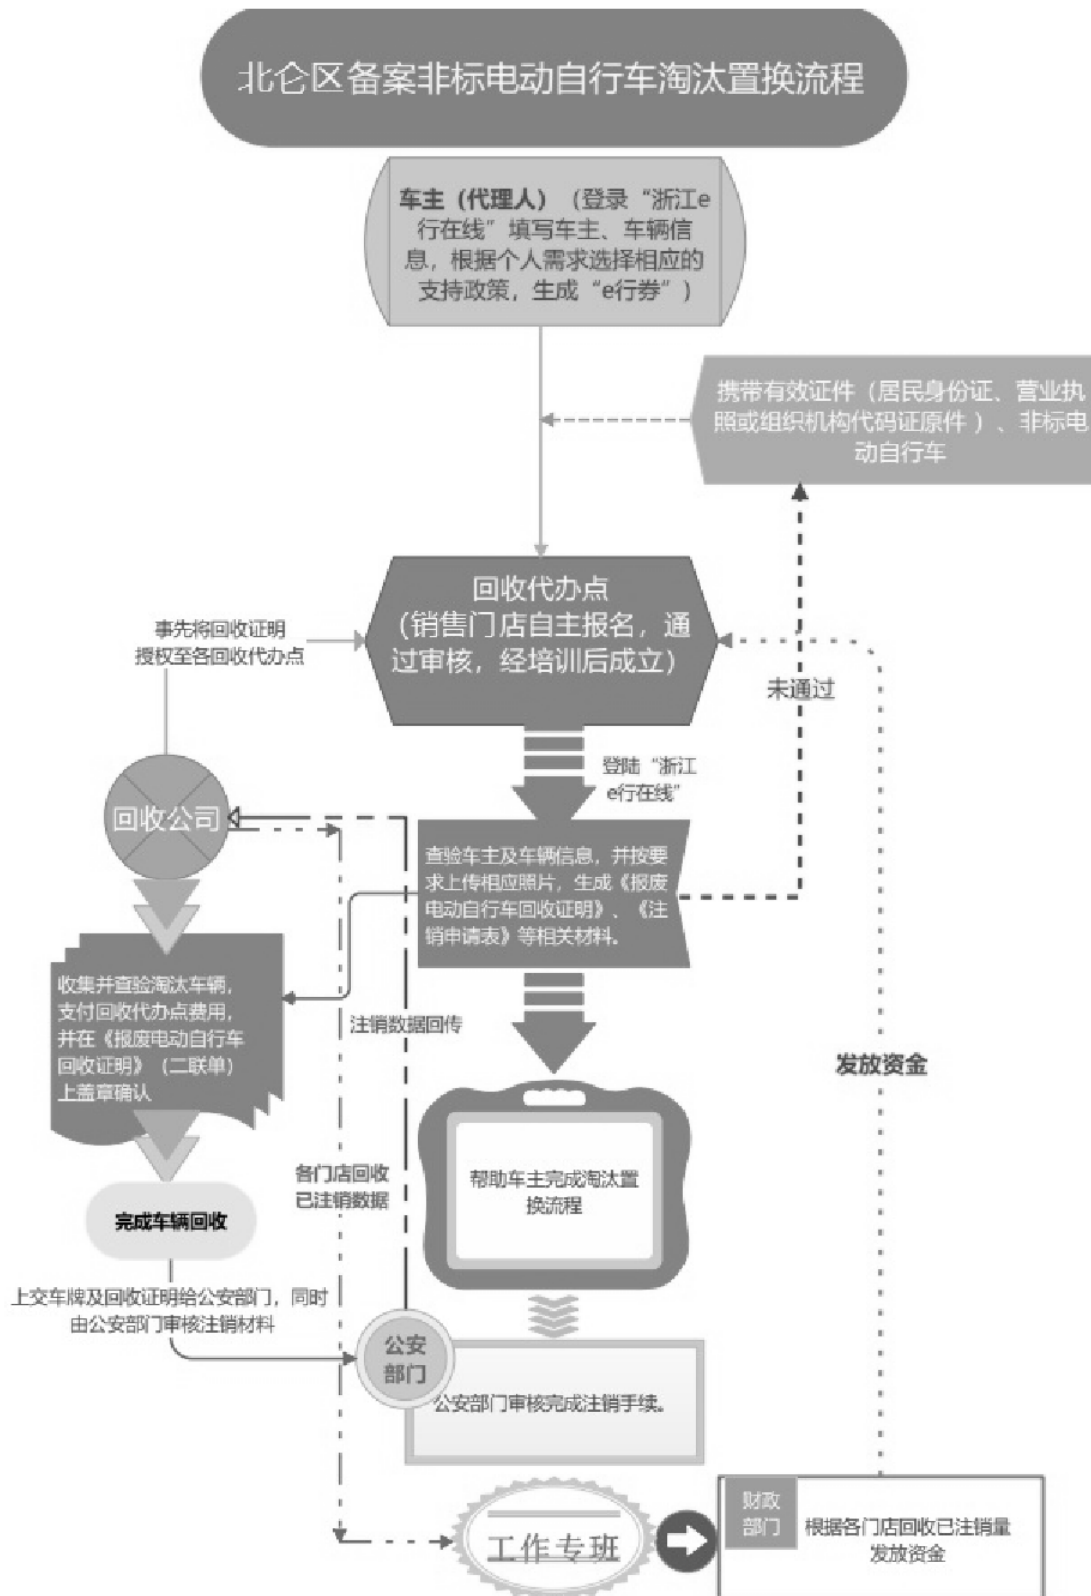 北仑区备案非标电动自行车淘汰置换流程
车主（代理人）（登录“浙江e
行在线”填写车主、车辆信
息，根据个人需求选择相应的
支持政策，生成“e行券”）
携带有效证件（居民身份证、营业执
照或组织机构代码证原件 ）、非标电
动自行车
回收代办点
（销售门店自主报名，通
过审核，经培训后成立）
事先将回收证明
授权至各回收代办点
未通过
登陆“浙江
e行在线”
回收公司
查验车主及车辆信息，并按要
求上传相应照片，生成《报废
电动自行车回收证明》、《注
销申请表》等相关材料。
收集并查验淘汰车辆，
支付回收代办点费用，
并在《报废电动自行车
回收证明》（二联单）
上盖章确认
注销数据回传
发放资金
各门店回收
已注销数据
帮助车主完成淘汰置
换流程
完成车辆回收
上交车牌及回收证明给公安部门，同时
由公安部门审核注销材料
公安
部门
公安部门审核完成注销手续。
工作专班
财政
部门
根据各门店回收已注销量
发放资金